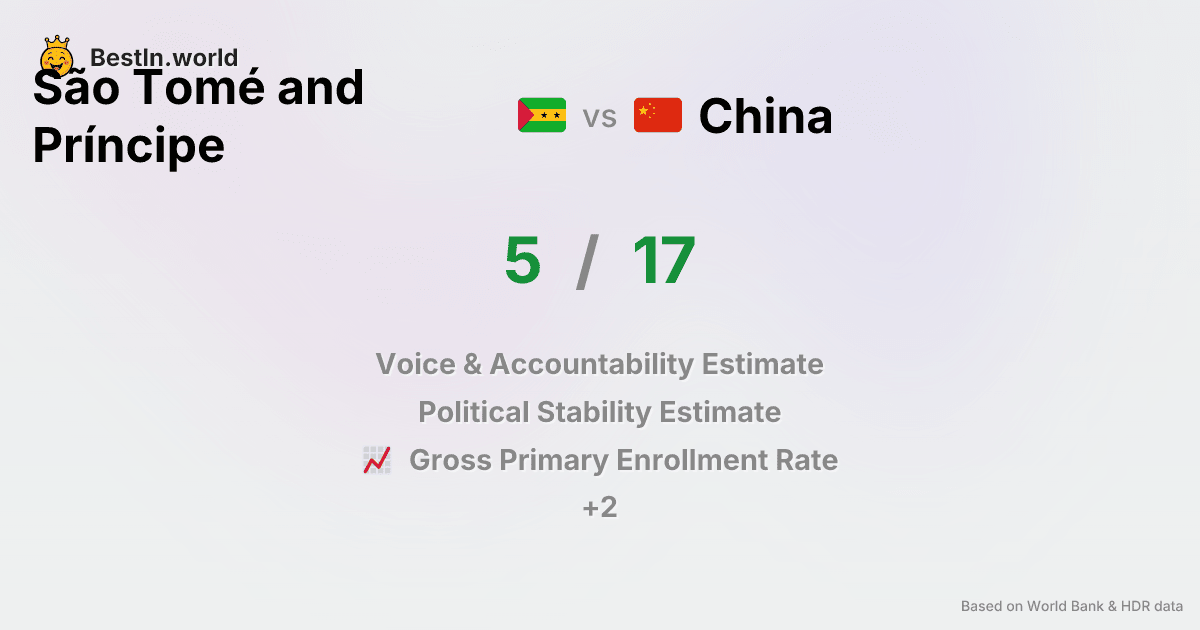 BestIn.world
São Tomé and
Príncipe
vs China
5 / 17
Voice & Accountability Estimate
Political Stability Estimate
Gross Primary Enrollment Rate
+2
Based on World Bank & HDR data